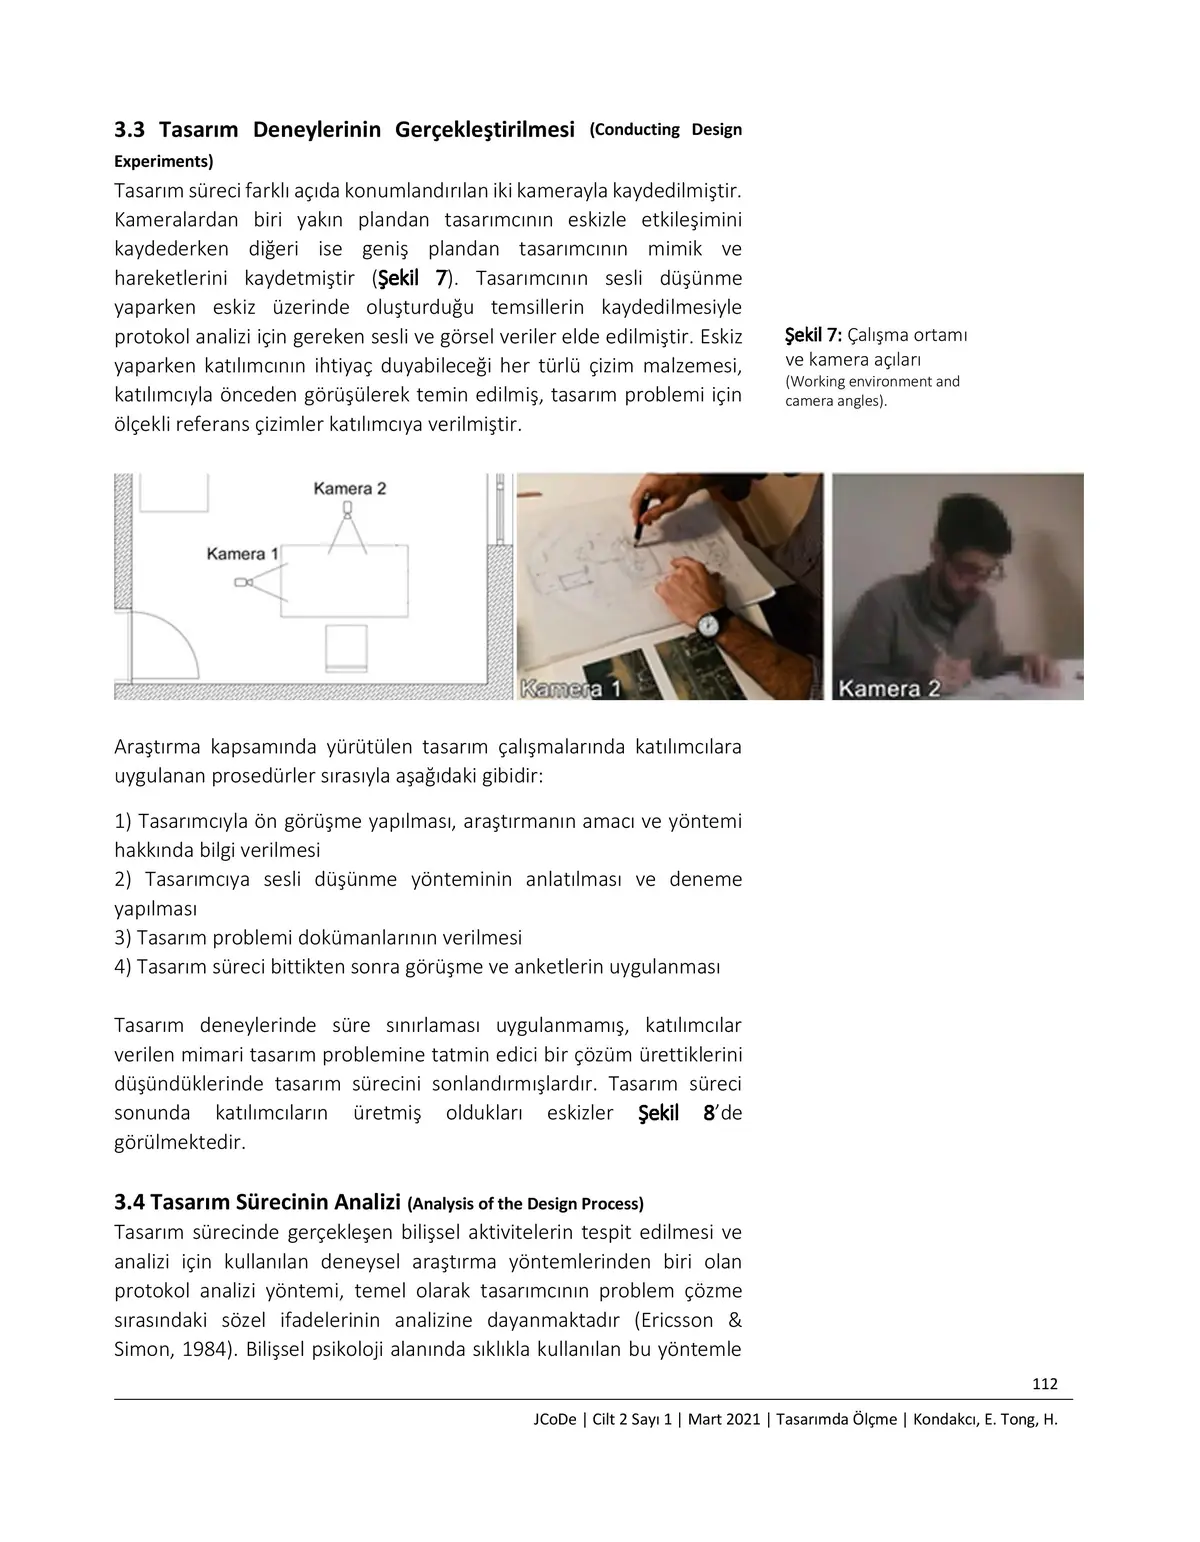 3.3 Tasarım Deneylerinin Gerçekleştirilmesi (Conducting Design
Experiments)
Tasarım süreci farklı açıda konumlandırılan iki kamerayla kaydedilmiştir.
Kameralardan biri yakın plandan tasarımcının eskizle etkileşimini
kaydederken diğeri ise geniş plandan tasarımcının mimik ve
hareketlerini kaydetmiştir (Şekil 7). Tasarımcının sesli düşünme
yaparken eskiz üzerinde oluşturduğu temsillerin kaydedilmesiyle
protokol analizi için gereken sesli ve görsel veriler elde edilmiştir. Eskiz
yaparken katılımcının ihtiyaç duyabileceği her türlü çizim malzemesi,
katılımcıyla önceden görüşülerek temin edilmiş, tasarım problemi için
ölçekli referans çizimler katılımcıya verilmiştir.
Şekil 7: Çalışma ortamı
ve kamera açıları
(Working environment and
camera angles).
Kamera 2
Kamera 1
Kamera 1
Kamera 2
Araştırma kapsamında yürütülen tasarım çalışmalarında katılımcılara
uygulanan prosedürler sırasıyla aşağıdaki gibidir:
1) Tasarımcıyla ön görüşme yapılması, araştırmanın amacı ve yöntemi
hakkında bilgi verilmesi
2) Tasarımcıya sesli düşünme yönteminin anlatılması ve deneme
yapılması
3) Tasarım problemi dokümanlarının verilmesi
4) Tasarım süreci bittikten sonra görüşme ve anketlerin uygulanması
Tasarım deneylerinde süre sınırlaması uygulanmamış, katılımcılar
verilen mimari tasarım problemine tatmin edici bir çözüm ürettiklerini
düşündüklerinde tasarım sürecini sonlandırmışlardır. Tasarım süreci
sonunda katılımcıların üretmiş oldukları eskizler Şekil 8’de
görülmektedir.
3.4 Tasarım Sürecinin Analizi (Analysis of the Design Process)
Tasarım sürecinde gerçekleşen bilişsel aktivitelerin tespit edilmesi ve
analizi için kullanılan deneysel araştırma yöntemlerinden biri olan
protokol analizi yöntemi, temel olarak tasarımcının problem çözme
sırasındaki sözel ifadelerinin analizine dayanmaktadır (Ericsson &
Simon, 1984). Bilişsel psikoloji alanında sıklıkla kullanılan bu yöntemle
112
JCoDe | Cilt 2 Sayı 1 | Mart 2021 | Tasarımda Ölçme | Kondakcı, E. Tong, H.